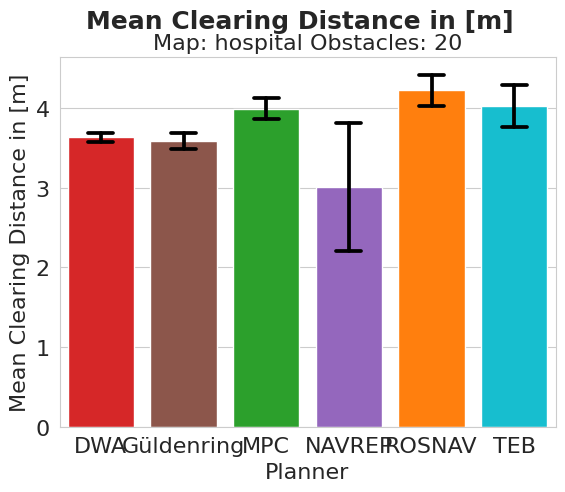 Mean Clearing Distance in [m]
Map: hospital Obstacles: 20
Mean Clearing Distance in [m]
4
3
2
1
0
DWA Güldenring MPC NAVREP ROSNAV TEB
Planner